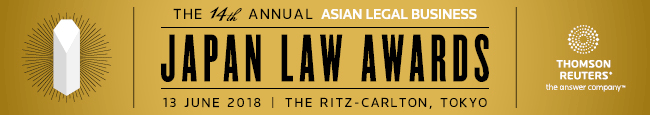 THE 14th ANNUAL ASIAN LEGAL BUSINESS
JAPAN LAW AWARDS
13 JUNE 2018 | THE RITZ-CARLTON, TOKYO
THOMSON
REUTERS®
the answer company™